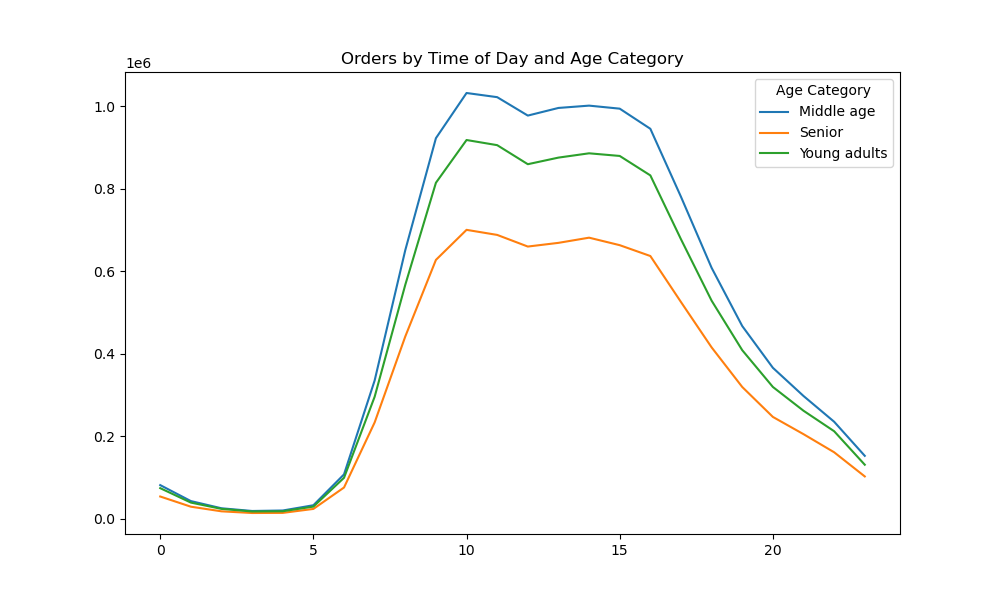 Orders by Time of Day and Age Category
1e6
Age Category
Middle age
Senior
Young adults
1.0
0.8
0.6
0.4
0.2
0.0
0 5 10 15 20